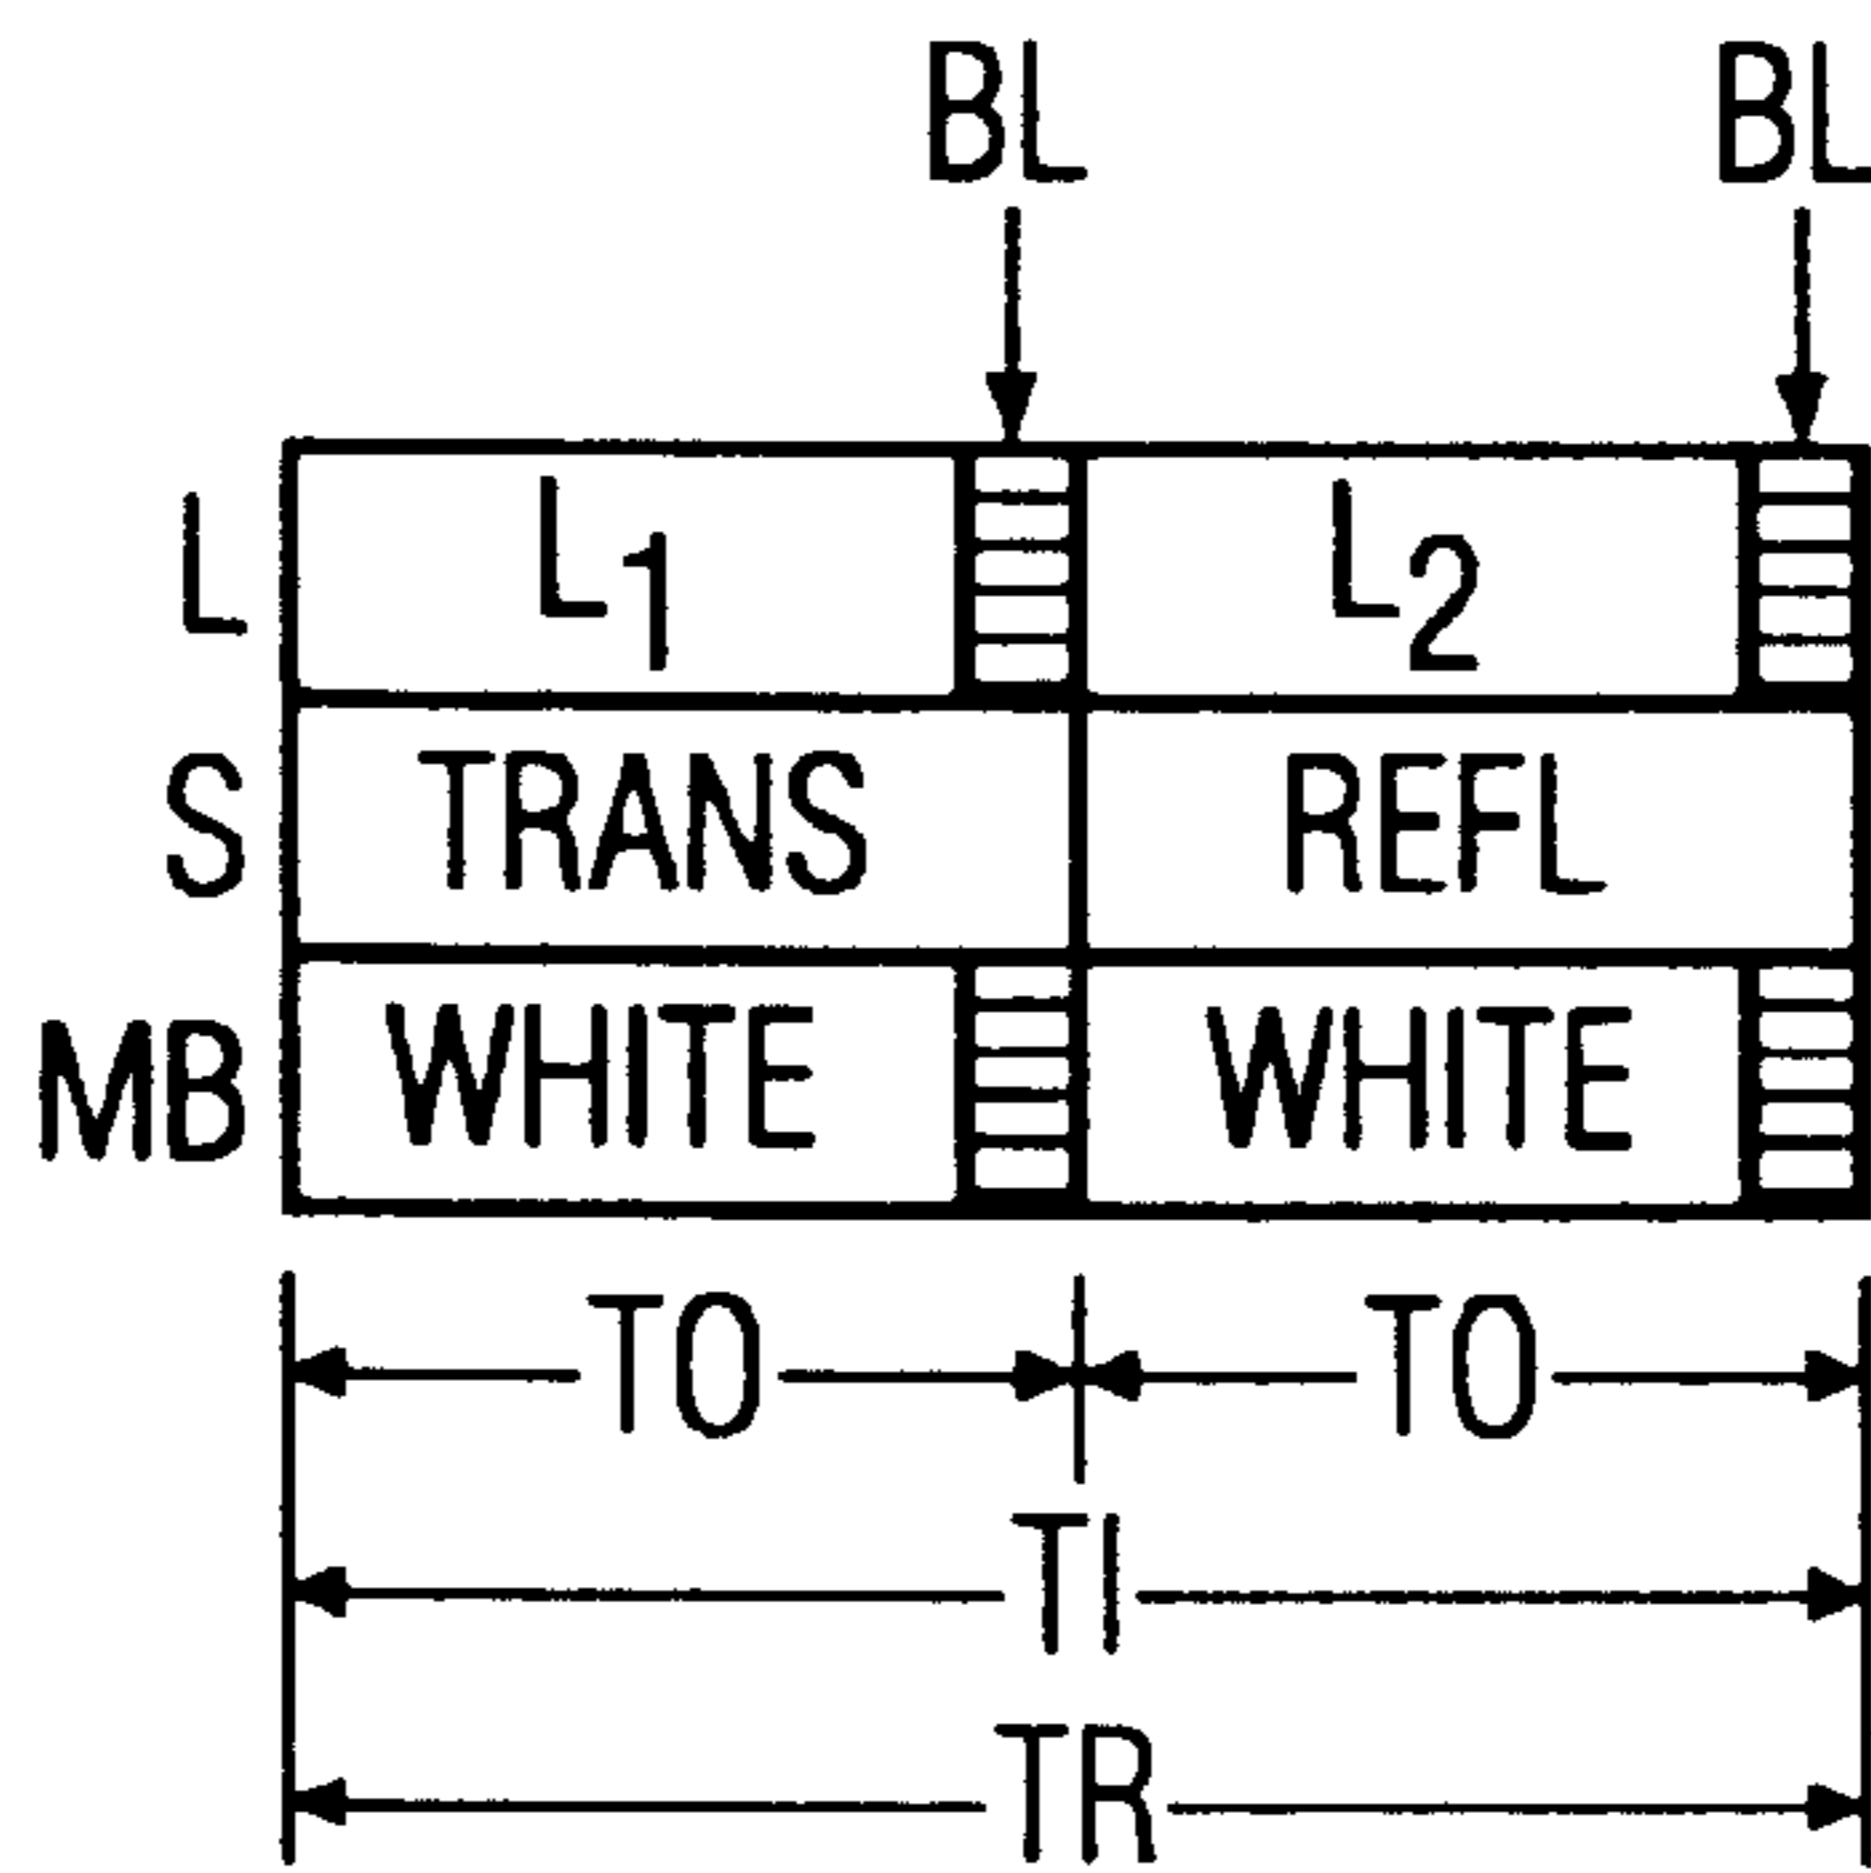 BL BL
L L1 L2
S TRANS REFL
MB WHITE WHITE
TO TO
TI
TR